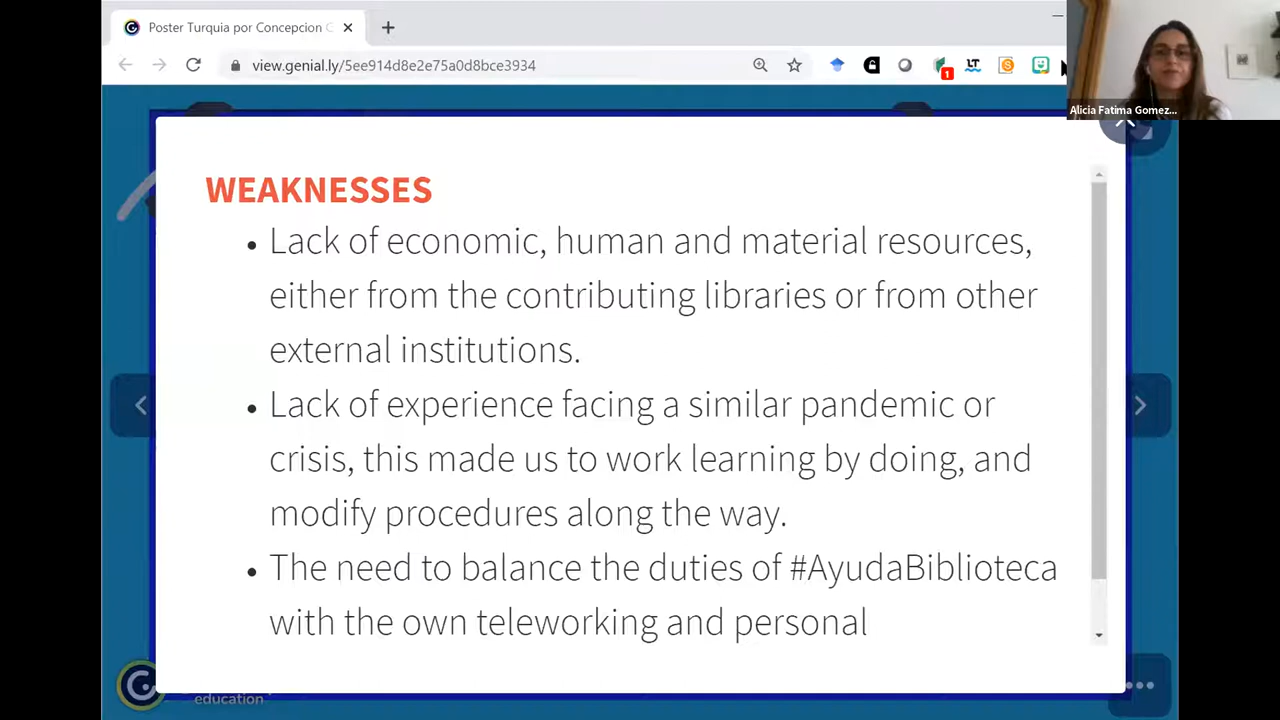 Poster Turquia por Concepcion C
view.genial.ly/5ee914d8e2e75a0d8bce3934
1
LT
S
Alicia Fatima Gomez...
WEAKNESSES
• Lack of economic, human and material resources,
either from the contributing libraries or from other
external institutions.
• Lack of experience facing a similar pandemic or
crisis, this made us to work learning by doing, and
modify procedures along the way.
• The need to balance the duties of #AyudaBiblioteca
with the own teleworking and personal
education